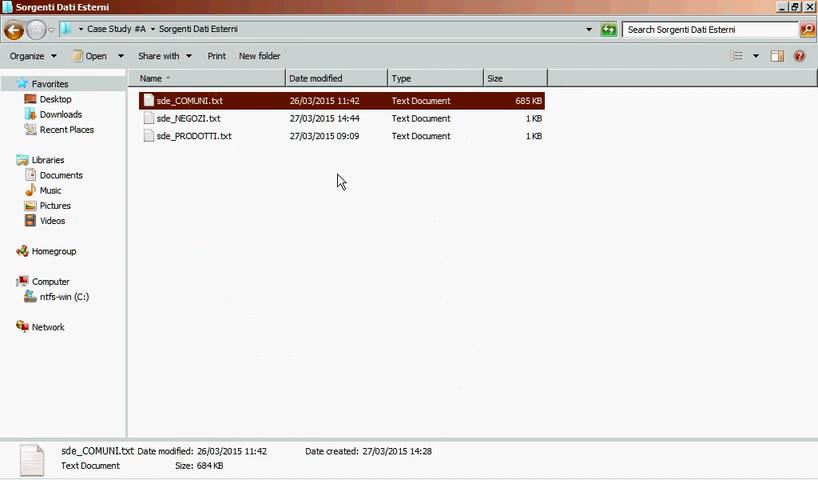 Sorgenti Dati Esterni
Case Study #A
Sorgenti Dati Esterni
Search Sorgenti Dati Esterni
Organize
Open
Share with
Print
New folder
Name
Date modified
Type
Size
Favorites
Desktop
Downloads
Recent Places
Libraries
Documents
Music
Pictures
Videos
Homegroup
Computer
ntfs-win (C:)
Network
sde_COMUNI.txt 26/03/2015 11:42 Text Document 685 KB
sde_NEGOZI.txt 27/03/2015 14:44 Text Document 1 KB
sde_PRODOTTI.txt 27/03/2015 09:09 Text Document 1 KB
sde_COMUNI.txt Date modified: 26/03/2015 11:42 Date created: 27/03/2015 14:28
Text Document Size: 684 KB